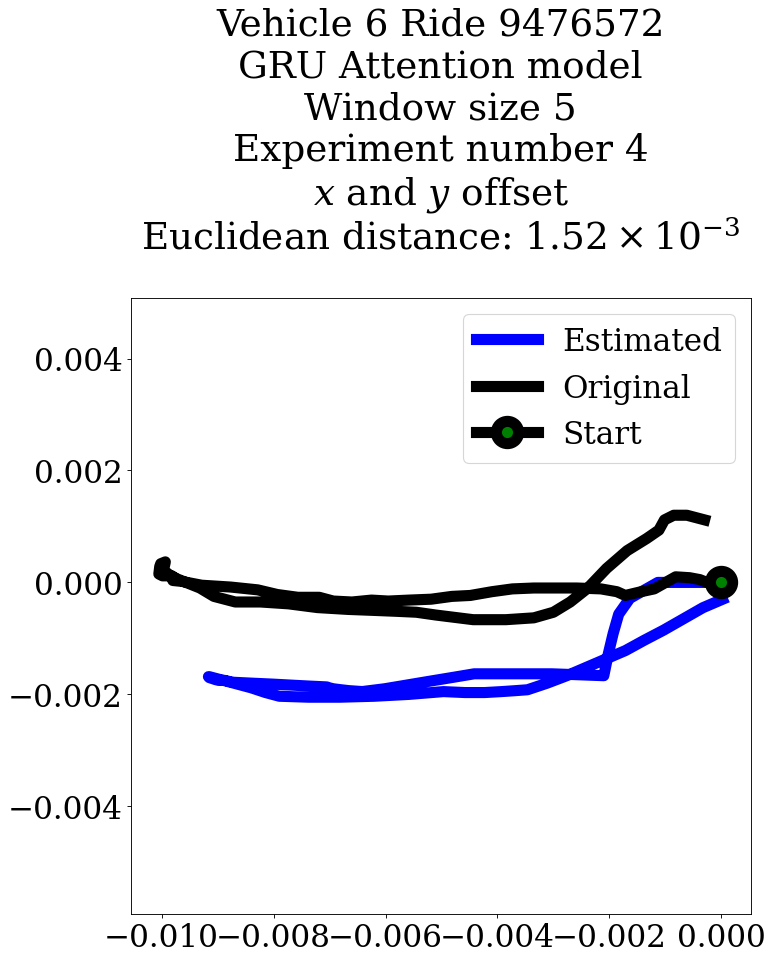 Vehicle 6 Ride 9476572
GRU Attention model
Window size 5
Experiment number 4
x and y offset
Euclidean distance: 1.52 × 10⁻³
Estimated
Original
Start
0.004
0.002
0.000
−0.002
−0.004
−0.010 −0.008 −0.006 −0.004 −0.002 0.000